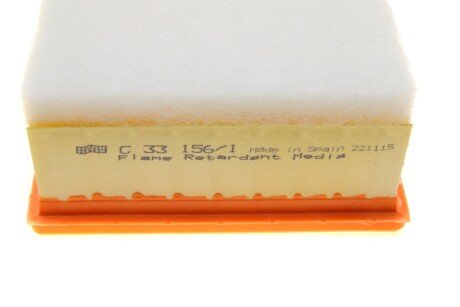 C 33 156/1 Made in Spain 221115
Flame Retardant Media